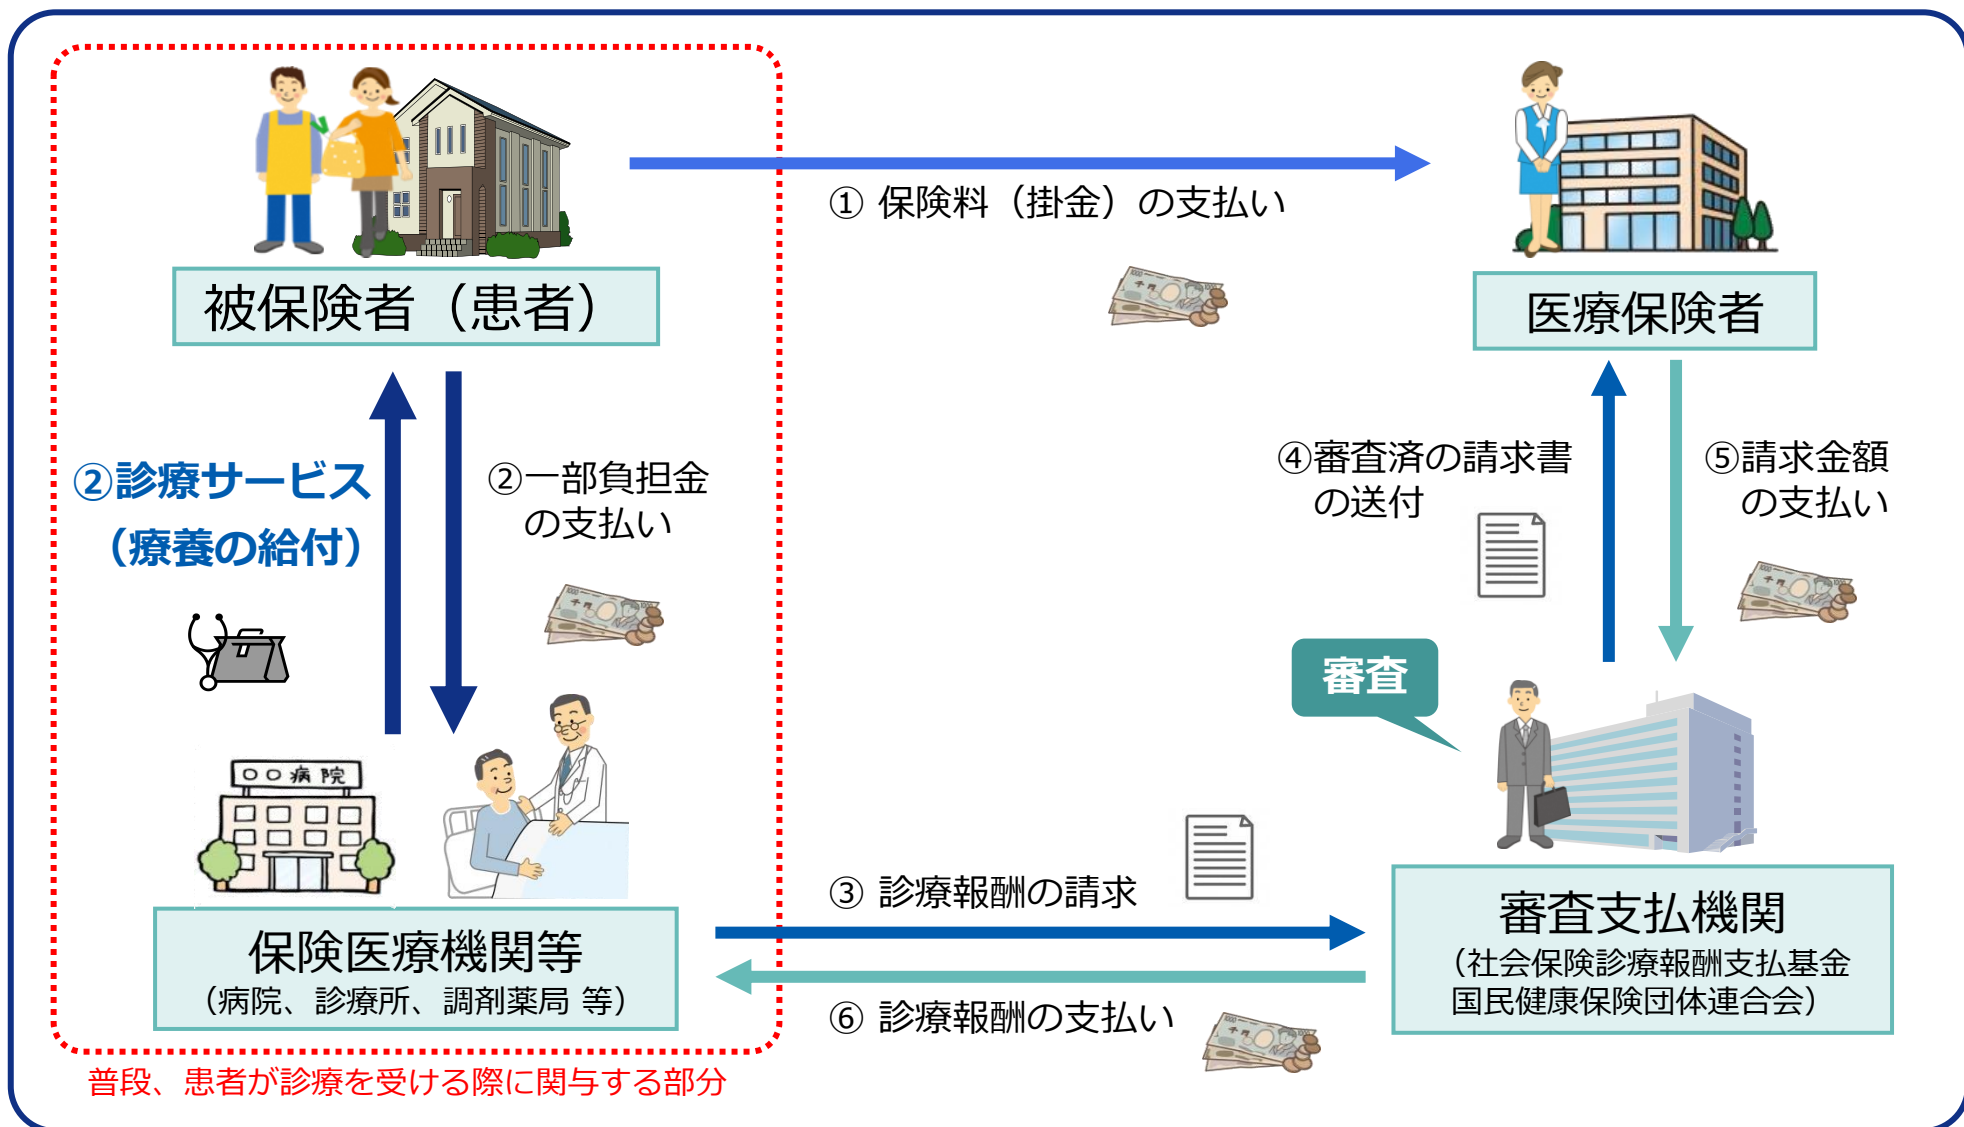 ① 保険料（掛金）の支払い
被保険者（患者）
医療保険者
②診療サービス
（療養の給付）
②一部負担金
の支払い
④審査済の請求書
の送付
⑤請求金額
の支払い
審査
○○病院
③ 診療報酬の請求
保険医療機関等
（病院、診療所、調剤薬局 等）
審査支払機関
（社会保険診療報酬支払基金
国民健康保険団体連合会）
⑥ 診療報酬の支払い
普段、患者が診療を受ける際に関与する部分